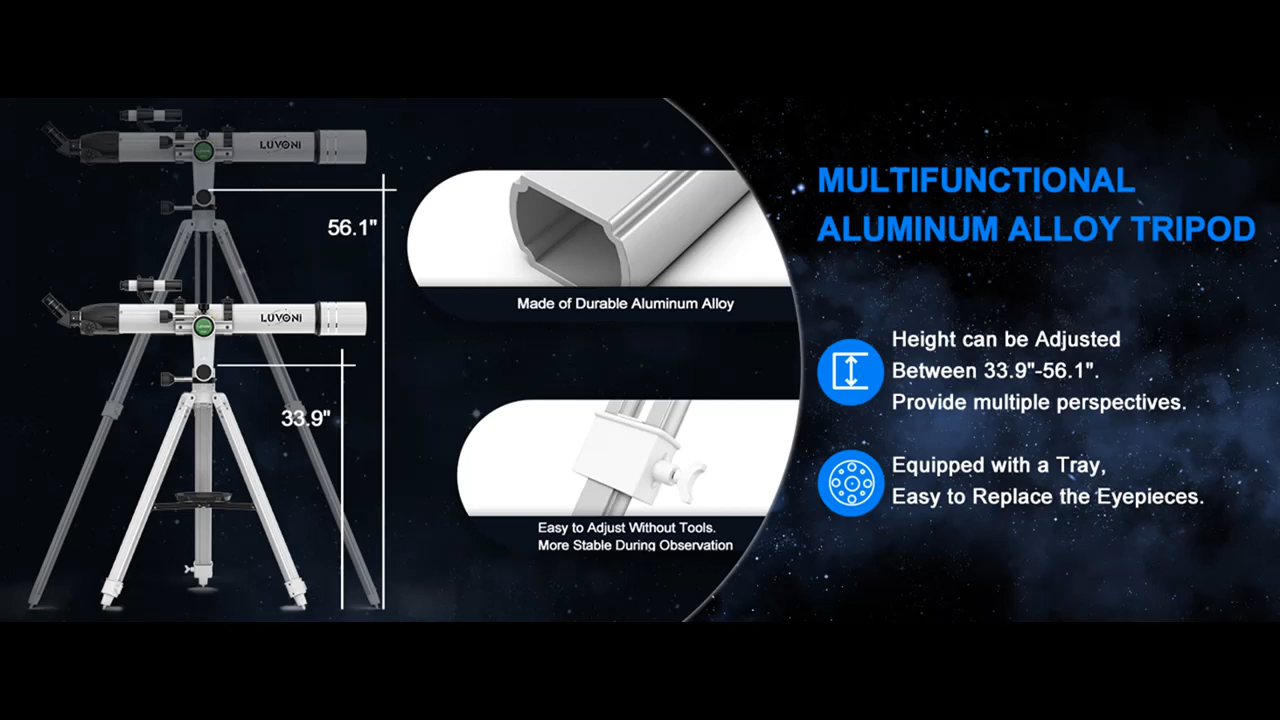 LUVONI
56.1"
LUVONI
33.9"
Made of Durable Aluminum Alloy
Easy to Adjust Without Tools.
More Stable During Observation
MULTIFUNCTIONAL
ALUMINUM ALLOY TRIPOD
Height can be Adjusted
Between 33.9"-56.1".
Provide multiple perspectives.
Equipped with a Tray,
Easy to Replace the Eyepieces.